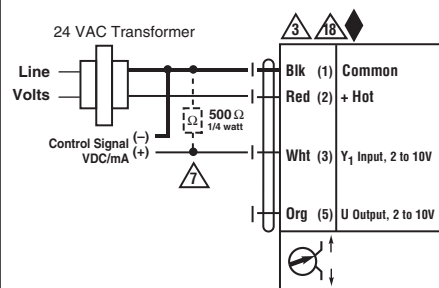 24 VAC Transformer
3 18
Line
Volts
Blk (1) Common
Red (2) + Hot
Ω 500 Ω
1/4 watt
Control Signal (–)
VDC/mA (+)
Wht (3) Y₁ Input, 2 to 10V
7
Org (5) U Output, 2 to 10V